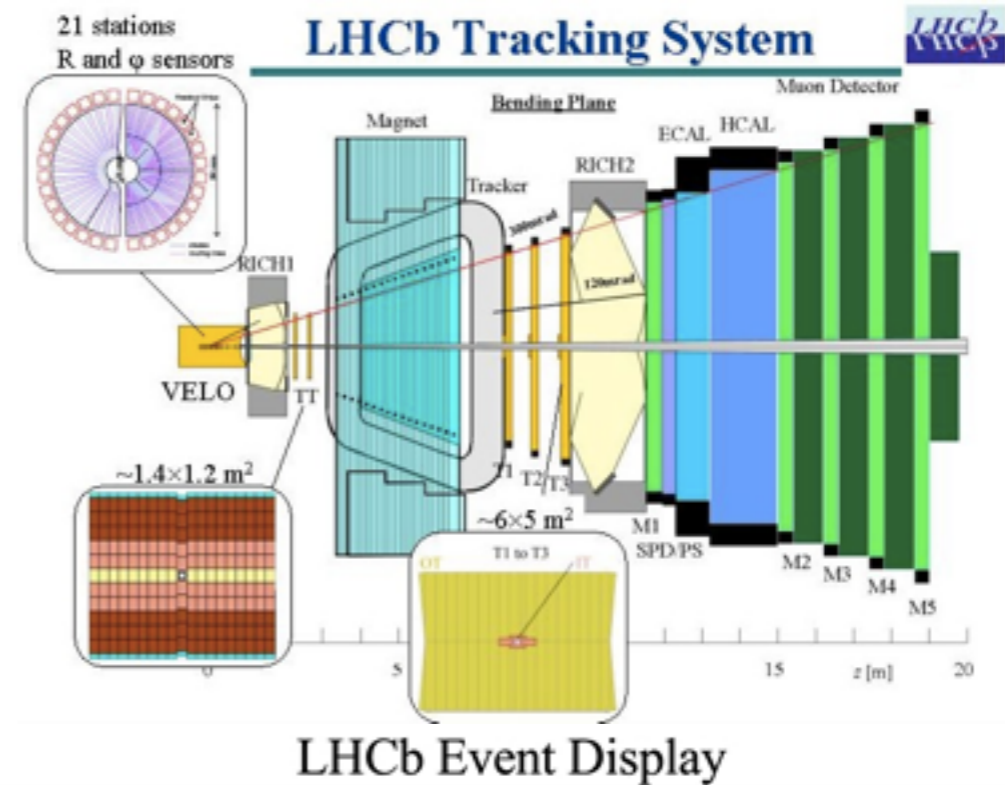 21 stations
R and φ sensors
LHCb Tracking System
LHCb
Bending Plane
Muon Detector
Magnet
ECAL
HCAL
RICH2
Tracker
300mrad
120mrad
RICH1
VELO
TT
T1
T2
T3
~1.4×1.2 m²
~6×5 m²
M1
SPD/PS
M2
M3
M4
M5
T1 to T3
OT
IT
0
5
15
z [m]
20
LHCb Event Display